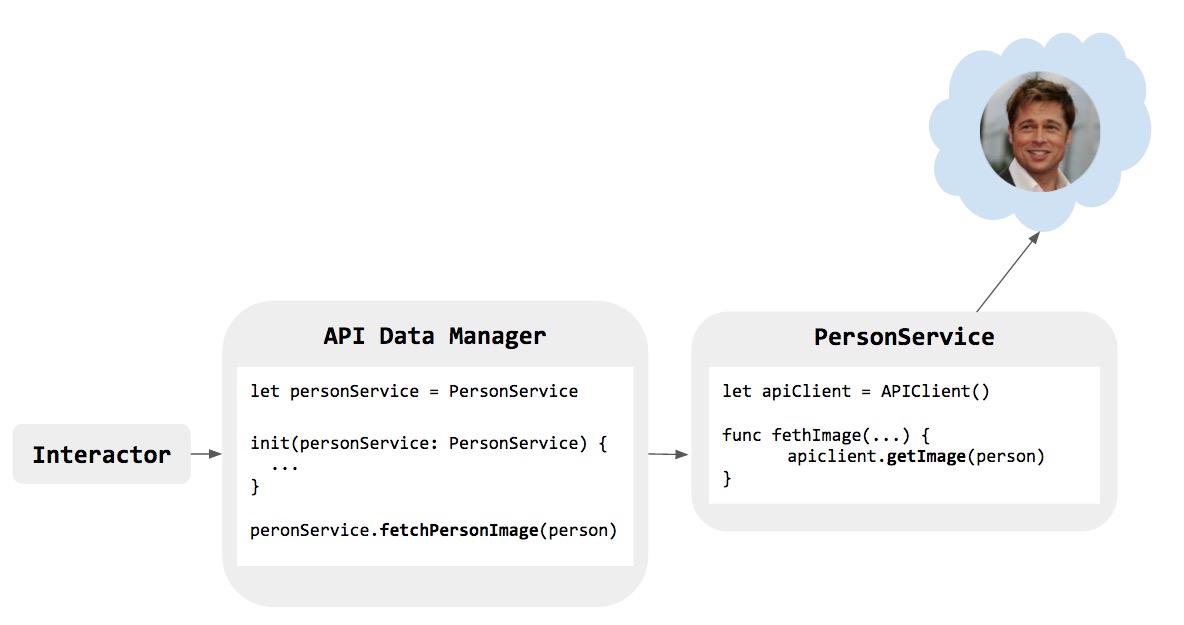 Interactor
API Data Manager
let personService = PersonService
init(personService: PersonService) {
...
}
peronService.fetchPersonImage(person)
PersonService
let apiClient = APIClient()
func fethImage(...) {
apiclient.getImage(person)
}